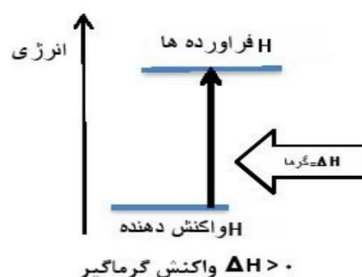 انرژی
H فراورده ها
ΔH=گرما
H واکنش دهنده
ΔH > ۰ واکنش گرماگیر